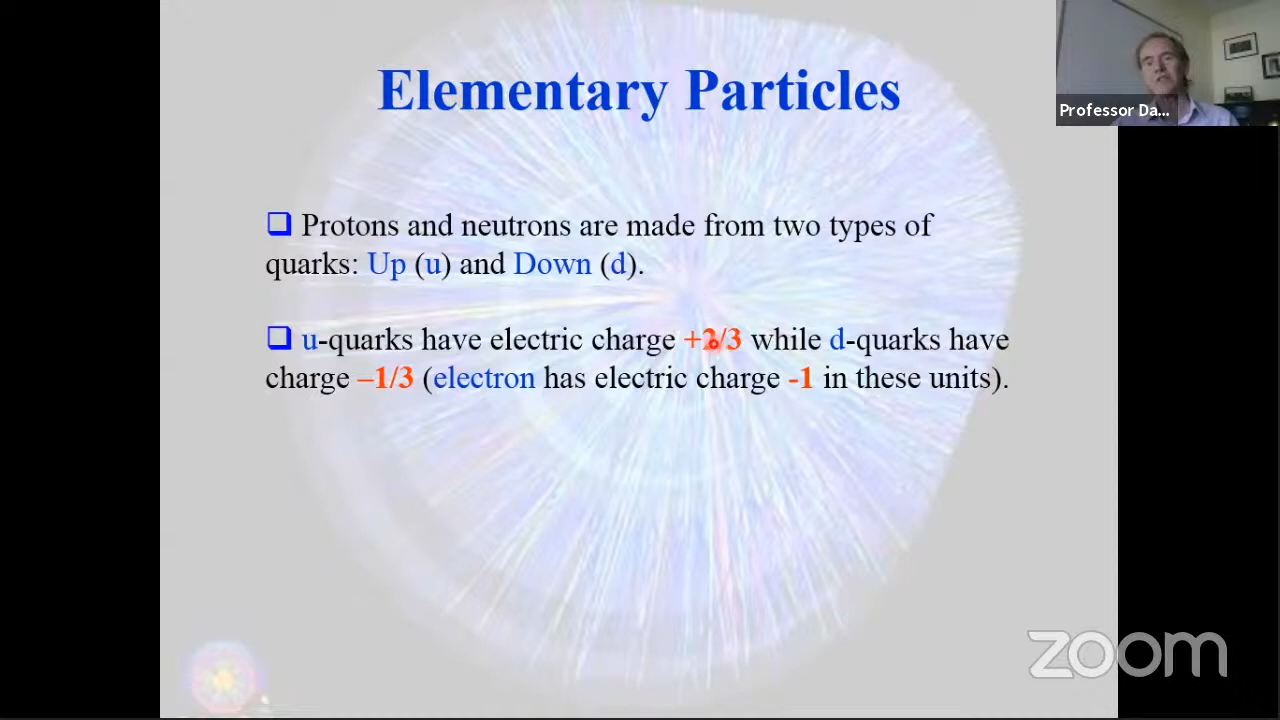 Elementary Particles
Professor Da...
❑ Protons and neutrons are made from two types of
quarks: Up (u) and Down (d).
❑ u-quarks have electric charge +2/3 while d-quarks have
charge –1/3 (electron has electric charge -1 in these units).
zoom